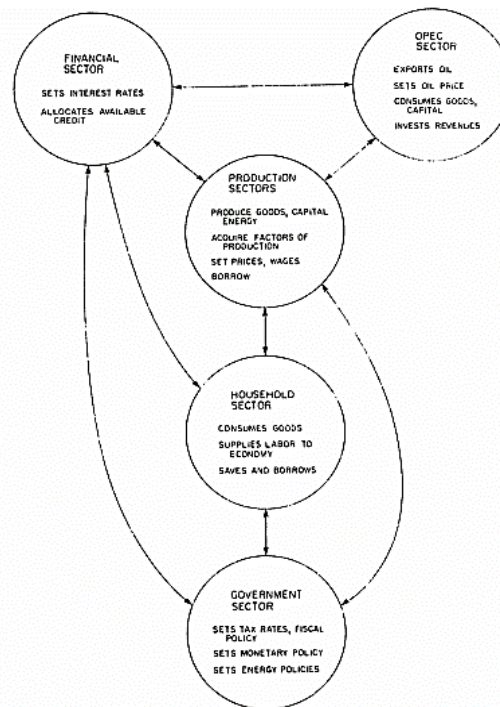 FINANCIAL
SECTOR
SETS INTEREST RATES
ALLOCATES AVAILABLE
CREDIT
OPEC
SECTOR
EXPORTS OIL
SETS OIL PRICE
CONSUMES GOODS,
CAPITAL
INVESTS REVENUES
PRODUCTION
SECTORS
PRODUCE GOODS, CAPITAL
ENERGY
ACQUIRE FACTORS OF
PRODUCTION
SET PRICES, WAGES
BORROW
HOUSEHOLD
SECTOR
CONSUMES GOODS
SUPPLIES LABOR TO
ECONOMY
SAVES AND BORROWS
GOVERNMENT
SECTOR
SETS TAX RATES, FISCAL
POLICY
SETS MONETARY POLICY
SETS ENERGY POLICIES